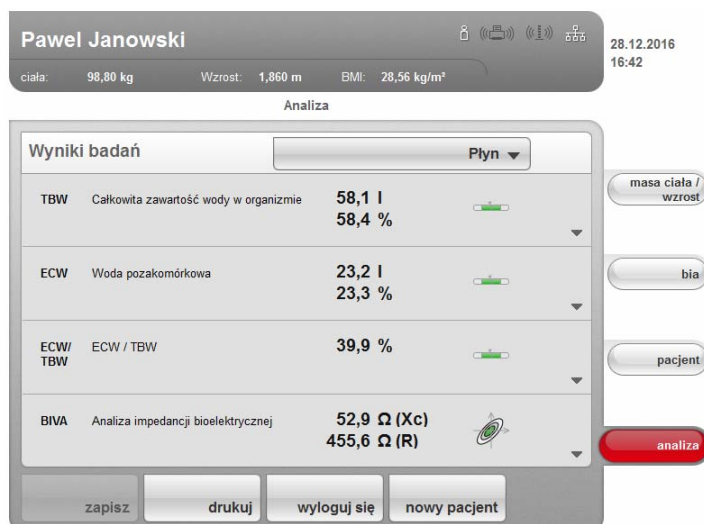 Pawel Janowski
28.12.2016
16:42
ciała: 98,80 kg Wzrost: 1,860 m BMI: 28,56 kg/m²
Analiza
Wyniki badań Płyn
TBW Całkowita zawartość wody w organizmie 58,1 l
58,4 %
ECW Woda pozakomórkowa 23,2 l
23,3 %
ECW/
TBW ECW / TBW 39,9 %
BIVA Analiza impedancji bioelektrycznej 52,9 Ω (Xc)
455,6 Ω (R)
masa ciała /
wzrost
bia
pacjent
analiza
zapisz drukuj wyloguj się nowy pacjent